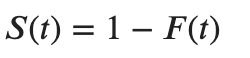 S(t) = 1 − F(t)